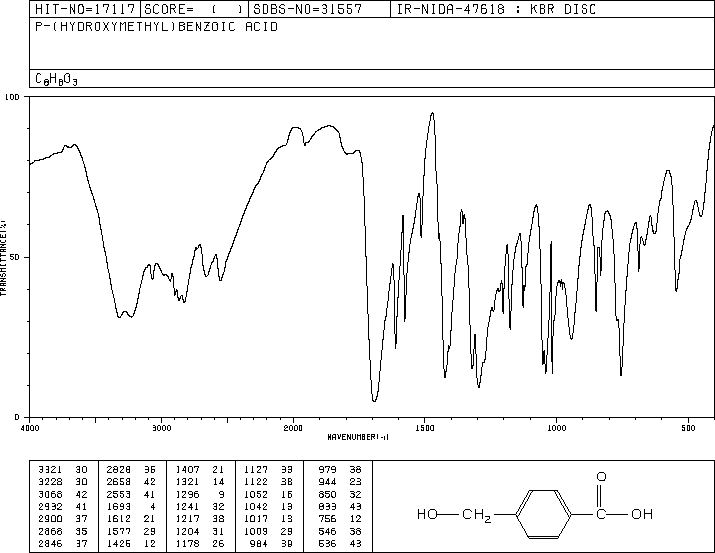 HIT-NO=17117 SCORE= ( ) SDBS-NO=31557 IR-NIDA-47618 : KBR DISC
P-(HYDROXYMETHYL)BENZOIC ACID
C8H8O3
100
50
0
TRANSMITTANCE(%)
4000 3000 2000 1500 1000 500
WAVENUMBER(-1)
3321 30 2828 36 1407 21 1127 33 979 38
3228 30 2658 42 1321 14 1122 38 944 23
3068 42 2553 41 1296 9 1052 16 850 32
2932 41 1693 4 1241 32 1042 13 833 43
2900 37 1612 21 1217 38 1017 13 756 12
2868 35 1577 29 1204 31 1009 29 546 38
2846 37 1426 12 1178 26 984 39 536 43
O
HO CH2 C OH